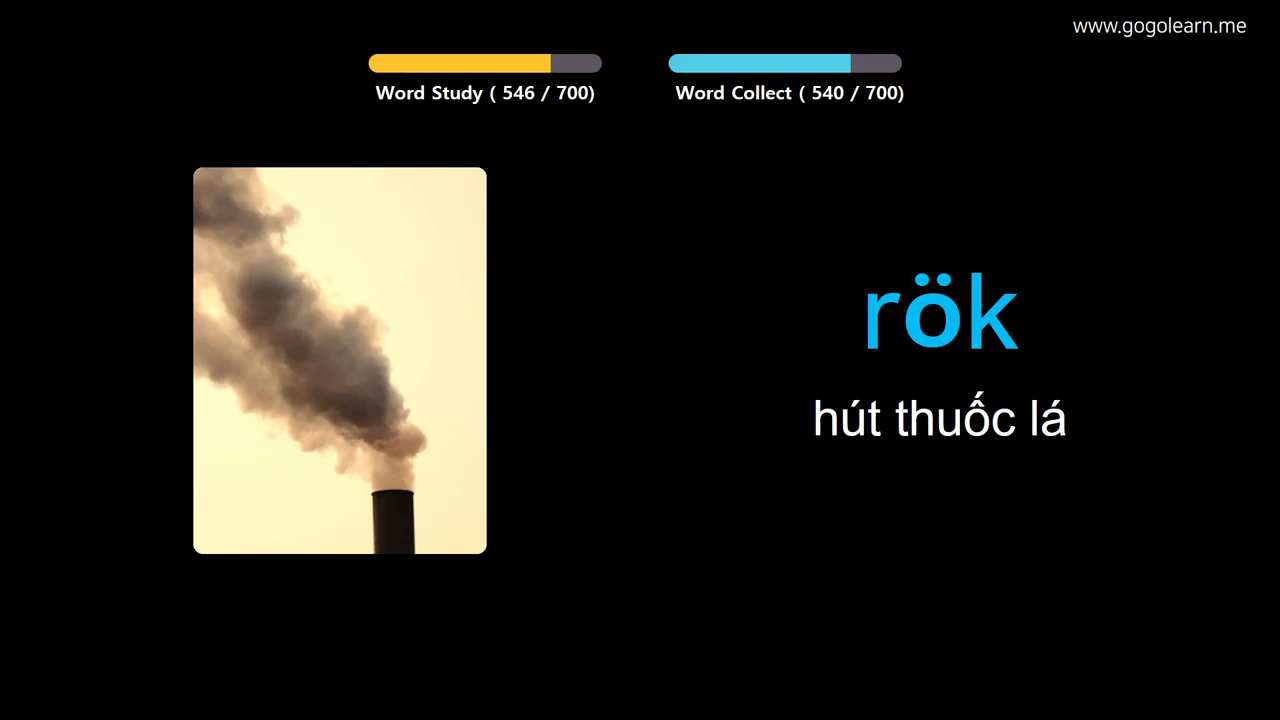 www.gogolearn.me
Word Study ( 546 / 700)
Word Collect ( 540 / 700)
rök
hút thuốc lá